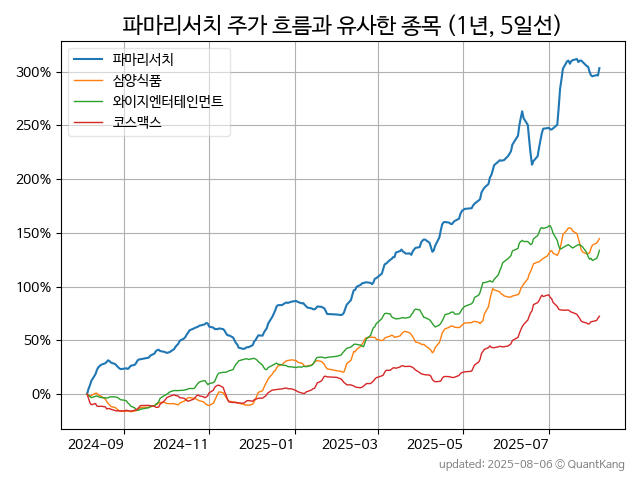 파마리서치 주가 흐름과 유사한 종목 (1년, 5일선)
파마리서치
삼양식품
와이지엔터테인먼트
코스맥스
300%
250%
200%
150%
100%
50%
0%
2024-09 2024-11 2025-01 2025-03 2025-05 2025-07
updated: 2025-08-06 © QuantKang